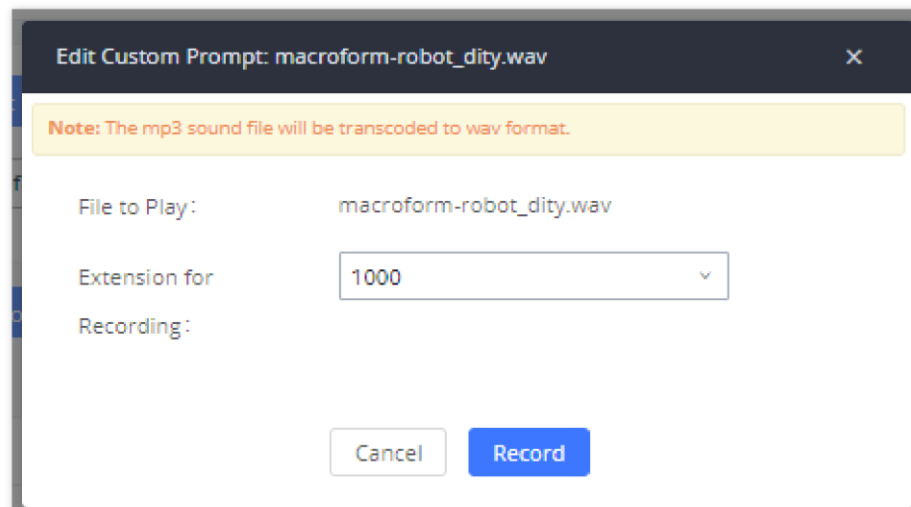 Edit Custom Prompt: macroform-robot_dity.wav
Note: The mp3 sound file will be transcoded to wav format.
File to Play: macroform-robot_dity.wav
Extension for 1000
Recording:
Cancel Record